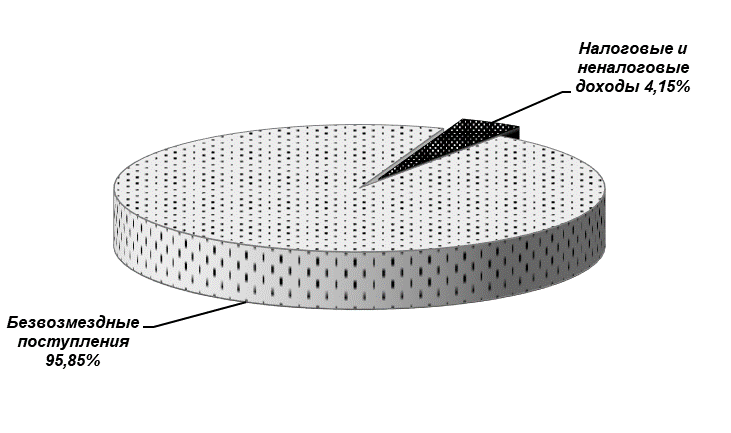 Налоговые и
неналоговые
доходы 4,15%
Безвозмездные
поступления
95,85%